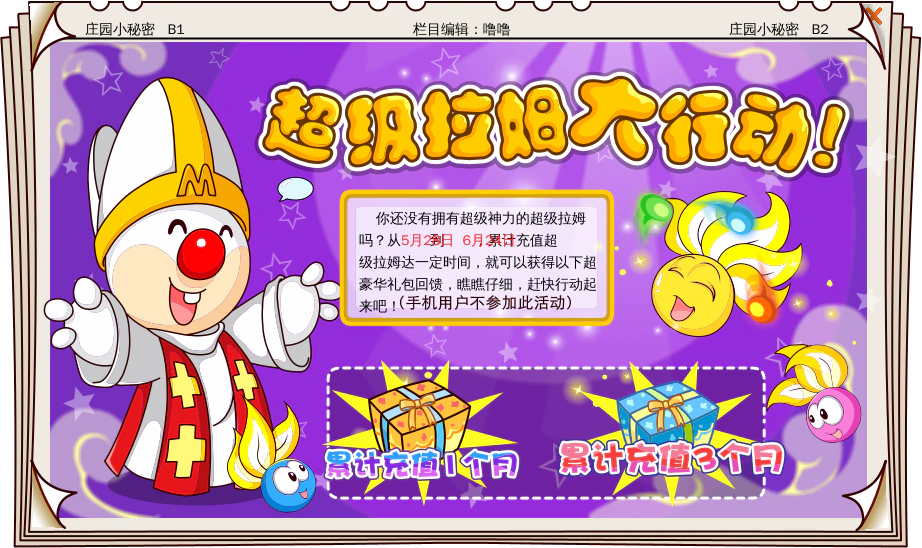 庄园小秘密 B1
栏目编辑：噜噜
庄园小秘密 B2
超级拉姆大行动!
M
你还没有拥有超级神力的超级拉姆
吗？从5月 日到6月 日累计充值超
级拉姆达一定时间，就可以获得以下超
豪华礼包回馈，瞧瞧仔细，赶快行动起
来吧！(手机用户不参加此活动)
累计充值1个月
累计充值3个月